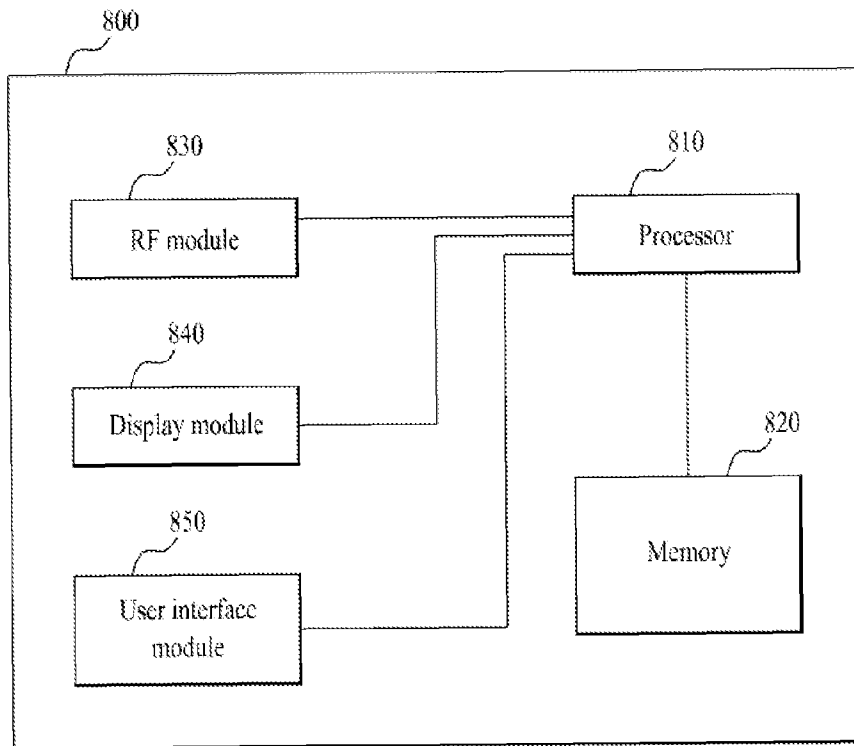 800
830
RF module
810
Processor
840
Display module
820
Memory
850
User interface
module